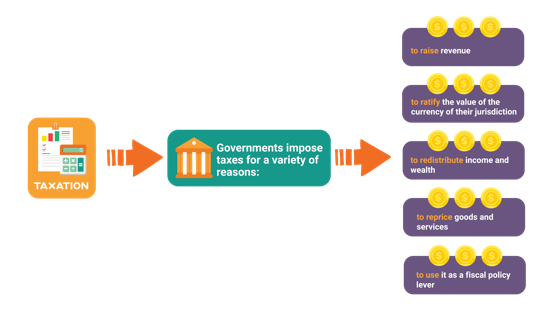 TAXATION
Governments impose
taxes for a variety of
reasons:
to raise revenue
to ratify the value of the
currency of their jurisdiction
to redistribute income and
wealth
to reprice goods and
services
to use it as a fiscal policy
lever